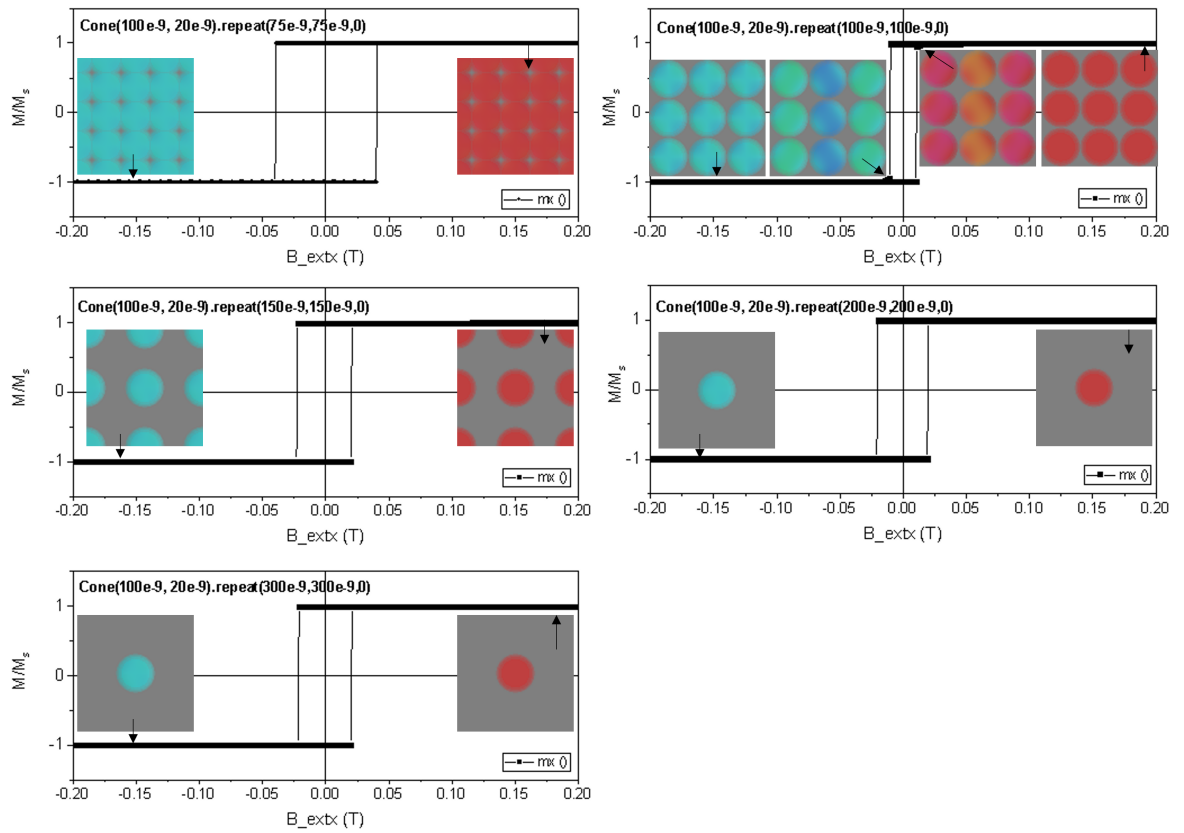 Cone(100e-9, 20e-9).repeat(75e-9,75e-9,0)
M/Ms
1
0
-1
mx ()
-0.20 -0.15 -0.10 -0.05 0.00 0.05 0.10 0.15 0.20
B_extx (T)
Cone(100e-9, 20e-9).repeat(100e-9,100e-9,0)
M/Ms
1
0
-1
mx ()
-0.20 -0.15 -0.10 -0.05 0.00 0.05 0.10 0.15 0.20
B_extx (T)
Cone(100e-9, 20e-9).repeat(150e-9,150e-9,0)
M/Ms
1
0
-1
mx ()
-0.20 -0.15 -0.10 -0.05 0.00 0.05 0.10 0.15 0.20
B_extx (T)
Cone(100e-9, 20e-9).repeat(200e-9,200e-9,0)
M/Ms
1
0
-1
mx ()
-0.20 -0.15 -0.10 -0.05 0.00 0.05 0.10 0.15 0.20
B_extx (T)
Cone(100e-9, 20e-9).repeat(300e-9,300e-9,0)
M/Ms
1
0
-1
mx ()
-0.20 -0.15 -0.10 -0.05 0.00 0.05 0.10 0.15 0.20
B_extx (T)